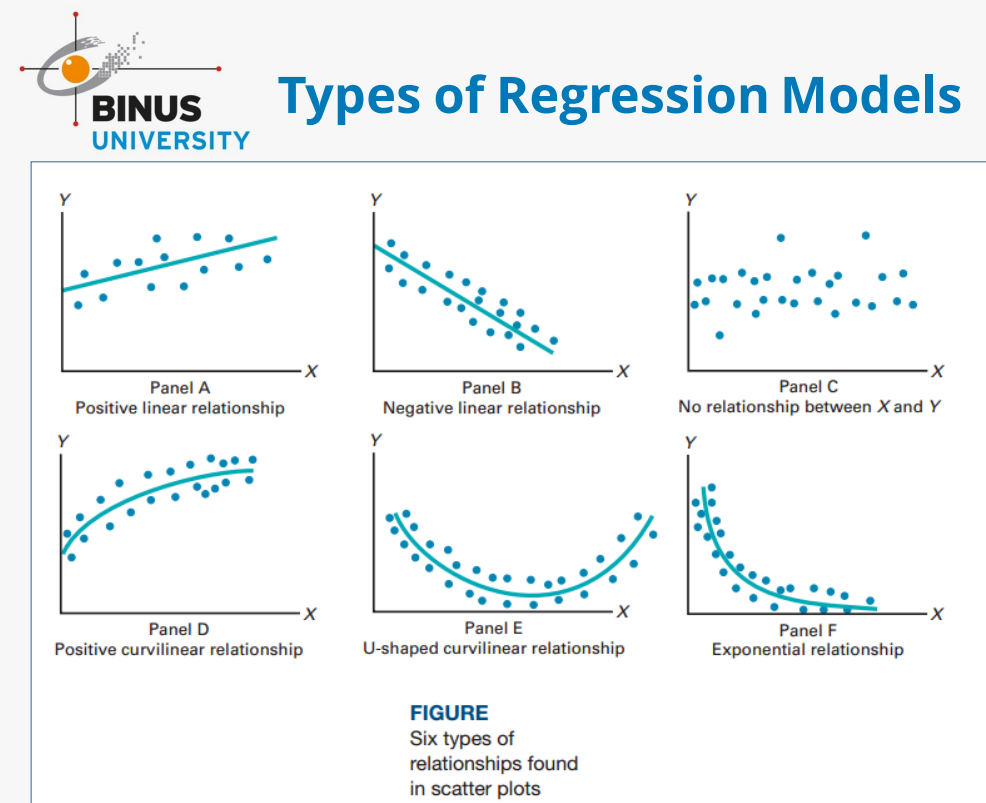 BINUS
UNIVERSITY
Types of Regression Models
Y
X
Panel A
Positive linear relationship
Y
X
Panel B
Negative linear relationship
Y
X
Panel C
No relationship between X and Y
Y
X
Panel D
Positive curvilinear relationship
Y
X
Panel E
U-shaped curvilinear relationship
Y
X
Panel F
Exponential relationship
FIGURE
Six types of
relationships found
in scatter plots